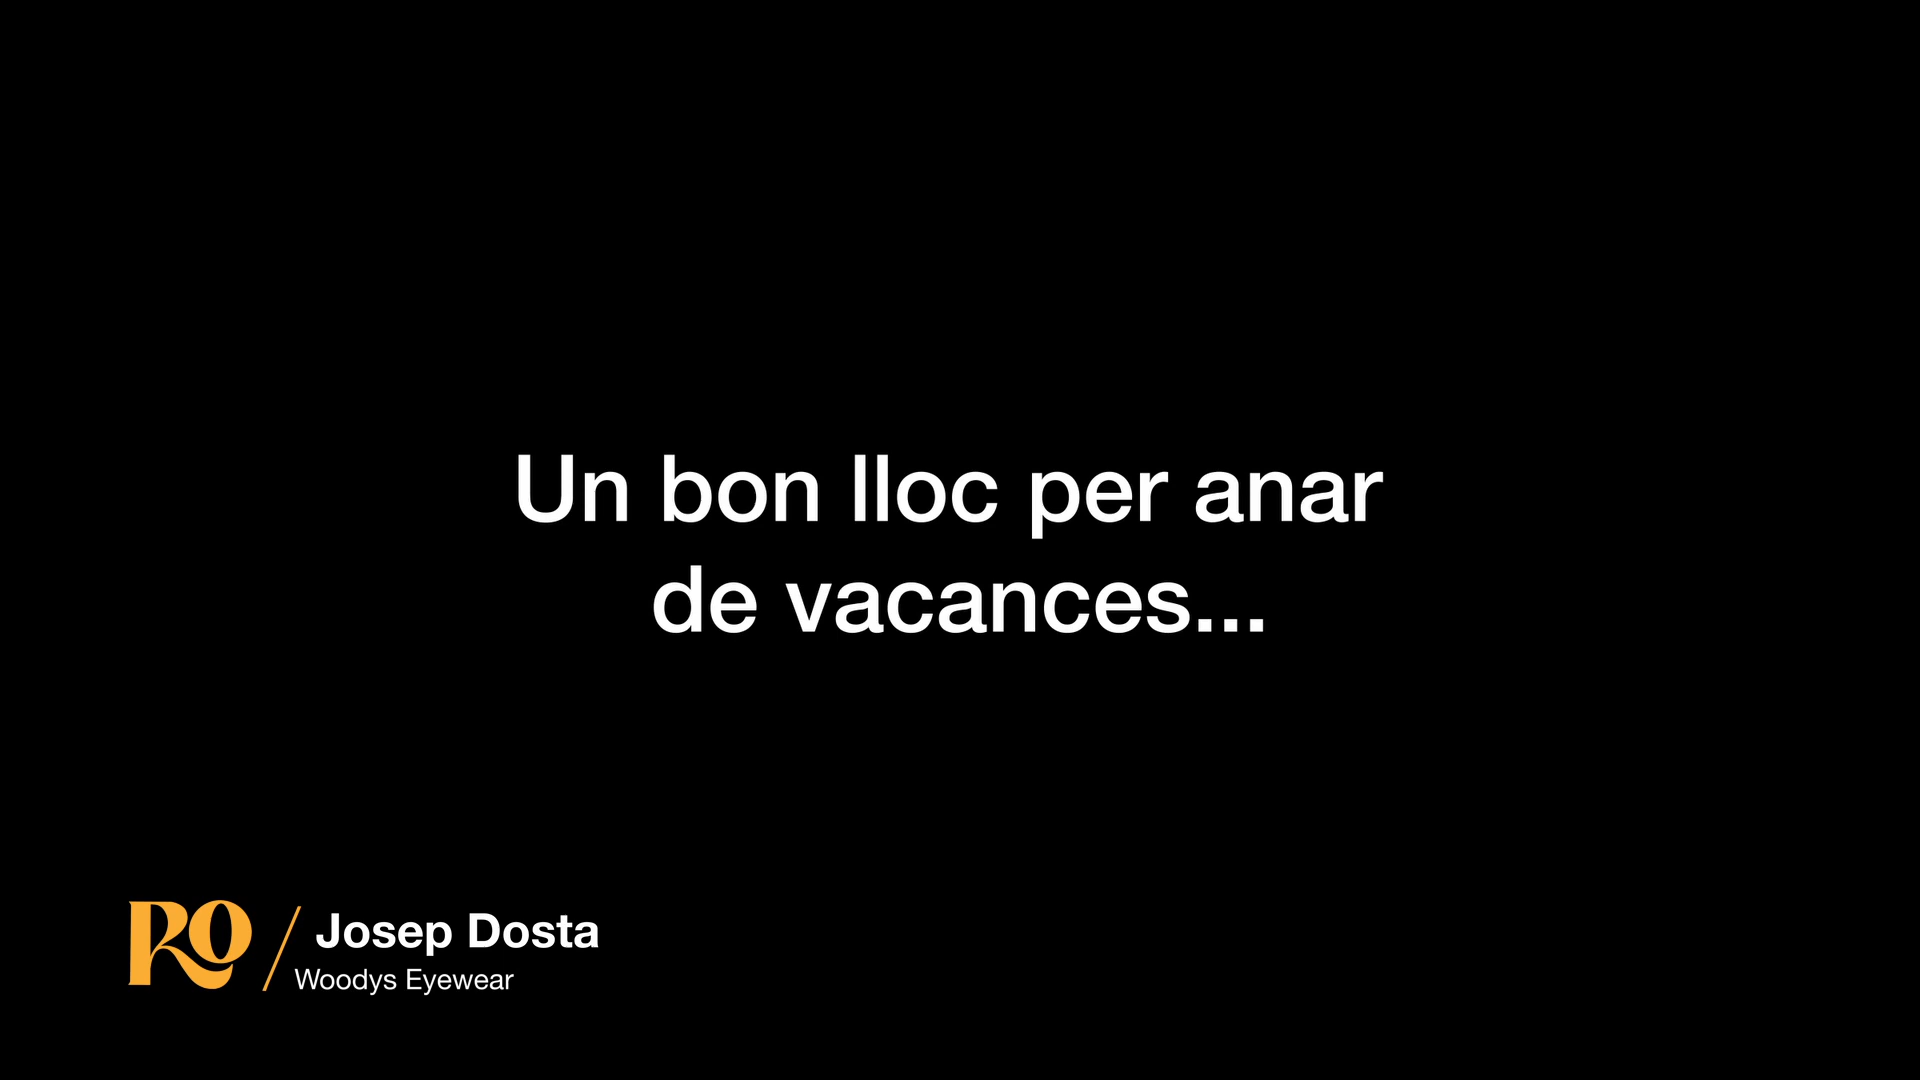 Un bon lloc per anar
de vacances...
RO
Josep Dosta
Woodys Eyewear